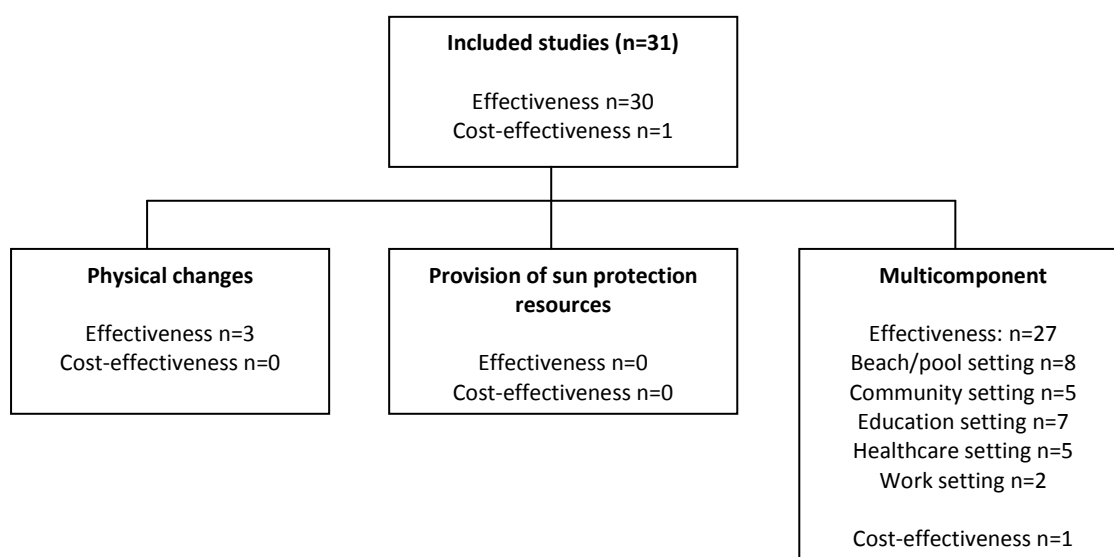 Included studies (n=31)
Effectiveness n=30
Cost-effectiveness n=1
Physical changes
Effectiveness n=3
Cost-effectiveness n=0
Provision of sun protection
resources
Effectiveness n=0
Cost-effectiveness n=0
Multicomponent
Effectiveness: n=27
Beach/pool setting n=8
Community setting n=5
Education setting n=7
Healthcare setting n=5
Work setting n=2
Cost-effectiveness n=1